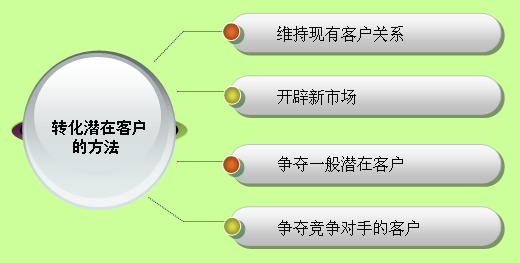 转化潜在客户
的方法
维持现有客户关系
开辟新市场
争夺一般潜在客户
争夺竞争对手的客户